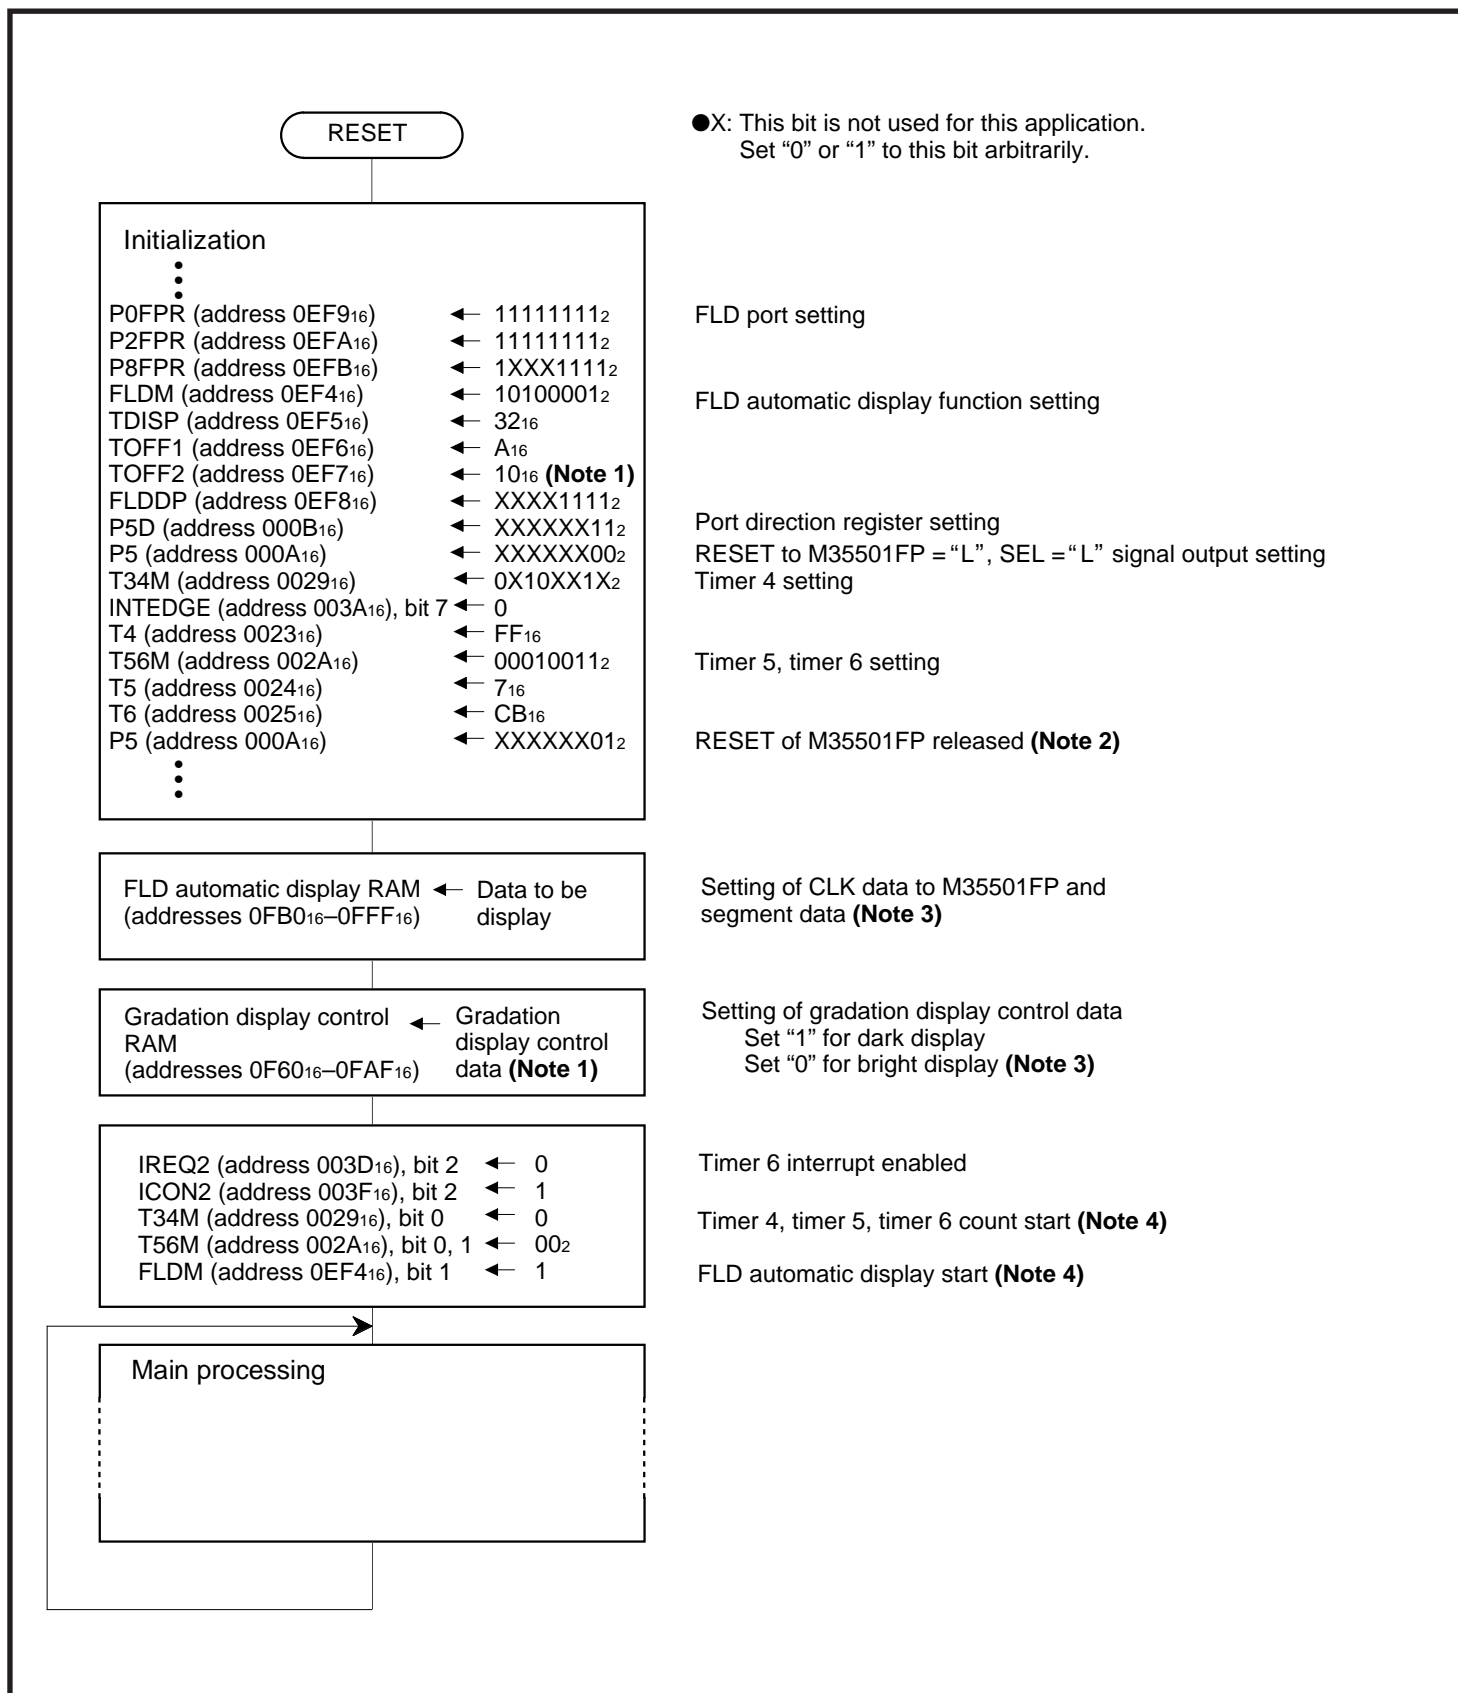 RESET
●X: This bit is not used for this application.
Set “0” or “1” to this bit arbitrarily.
Initialization
P0FPR (address 0EF916) ← 111111112 FLD port setting
P2FPR (address 0EFA16) ← 111111112
P8FPR (address 0EFB16) ← 1XXX11112
FLDM (address 0EF416) ← 101000012 FLD automatic display function setting
TDISP (address 0EF516) ← 3216
TOFF1 (address 0EF616) ← A16
TOFF2 (address 0EF716) ← 1016 (Note 1)
FLDDP (address 0EF816) ← XXXX11112
P5D (address 000B16) ← XXXXXX112 Port direction register setting
P5 (address 000A16) ← XXXXXX002 RESET to M35501FP = “L”, SEL = “L” signal output setting
T34M (address 002916) ← 0X10XX1X2 Timer 4 setting
INTEDGE (address 003A16), bit 7 ← 0
T4 (address 002316) ← FF16
T56M (address 002A16) ← 000100112 Timer 5, timer 6 setting
T5 (address 002416) ← 716
T6 (address 002516) ← CB16
P5 (address 000A16) ← XXXXXX012 RESET of M35501FP released (Note 2)
FLD automatic display RAM ← Data to be
(addresses 0FB016–0FFF16) display
Setting of CLK data to M35501FP and
segment data (Note 3)
Gradation display control ← Gradation
RAM display control
(addresses 0F6016–0FAF16) data (Note 1)
Setting of gradation display control data
Set “1” for dark display
Set “0” for bright display (Note 3)
IREQ2 (address 003D16), bit 2 ← 0 Timer 6 interrupt enabled
ICON2 (address 003F16), bit 2 ← 1
T34M (address 002916), bit 0 ← 0 Timer 4, timer 5, timer 6 count start (Note 4)
T56M (address 002A16), bit 0, 1 ← 002
FLDM (address 0EF416), bit 1 ← 1 FLD automatic display start (Note 4)
Main processing